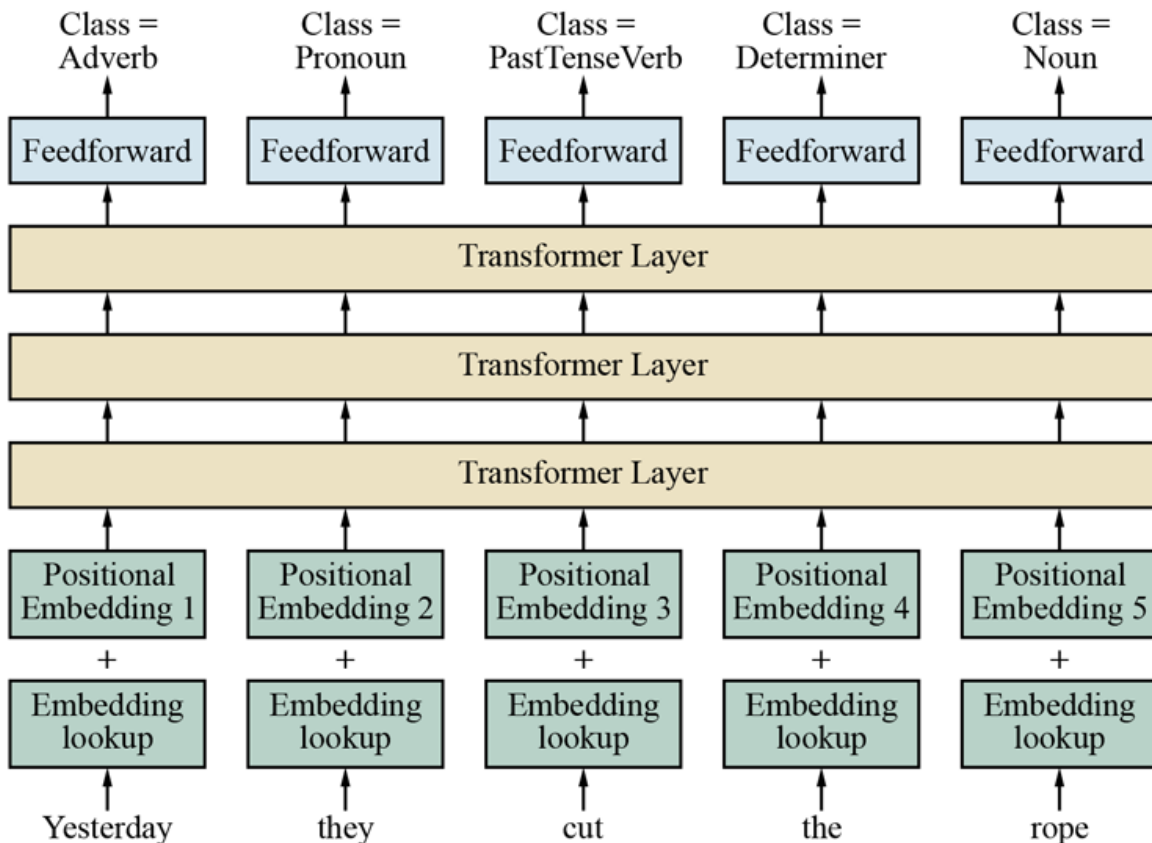 Class = Class = Class = Class = Class =
Adverb Pronoun PastTenseVerb Determiner Noun
Feedforward Feedforward Feedforward Feedforward Feedforward
Transformer Layer
Transformer Layer
Transformer Layer
Positional Positional Positional Positional Positional
Embedding 1 Embedding 2 Embedding 3 Embedding 4 Embedding 5
+ + + + +
Embedding Embedding Embedding Embedding Embedding
lookup lookup lookup lookup lookup
Yesterday they cut the rope